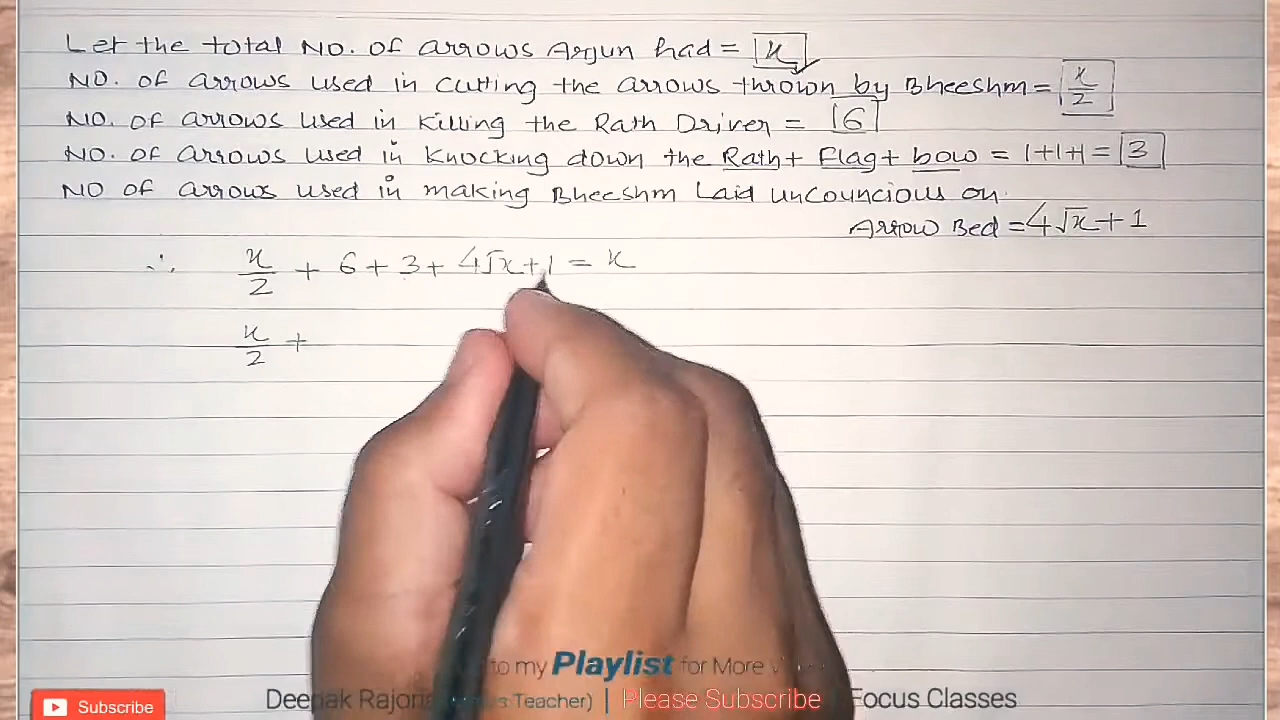 Let the total NO. of arrows Arjun had = x
NO. of arrows used in cutting the arrows thrown by Bheeshm = x/2
NO. of arrows used in killing the Rath Driver = 6
NO. of arrows used in knocking down the Rath + Flag + bow = 1+1+1 = 3
NO of arrows used in making Bheeshm Laid uncouncious on
Arrow Bed = 4√x + 1
∴ x/2 + 6 + 3 + 4√x + 1 = x
x/2 +
to my Playlist for More
Deepak Rajoria Teacher) | Please Subscribe Focus Classes
Subscribe